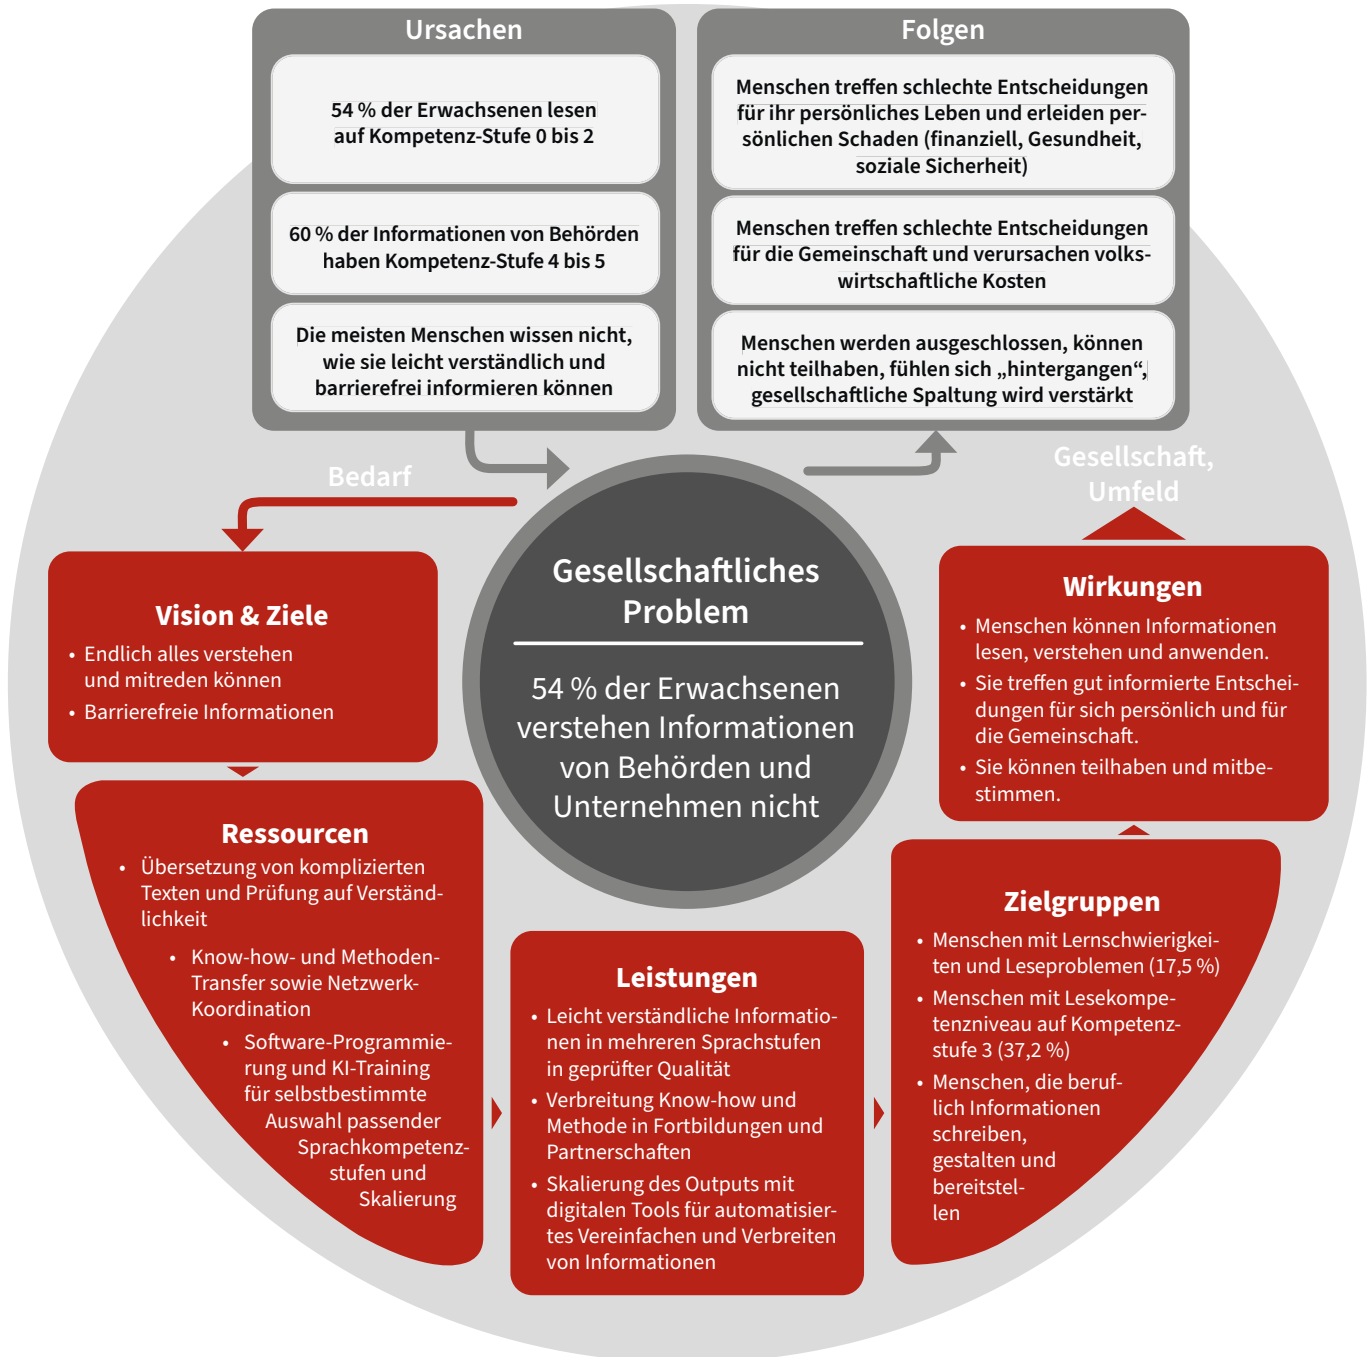 Ursachen
54 % der Erwachsenen lesen
auf Kompetenz-Stufe 0 bis 2
60 % der Informationen von Behörden
haben Kompetenz-Stufe 4 bis 5
Die meisten Menschen wissen nicht,
wie sie leicht verständlich und
barrierefrei informieren können
Folgen
Menschen treffen schlechte Entscheidungen
für ihr persönliches Leben und erleiden per-
sönlichen Schaden (finanziell, Gesundheit,
soziale Sicherheit)
Menschen treffen schlechte Entscheidungen
für die Gemeinschaft und verursachen volks-
wirtschaftliche Kosten
Menschen werden ausgeschlossen, können
nicht teilhaben, fühlen sich „hintergangen“,
gesellschaftliche Spaltung wird verstärkt
Gesellschaftliches
Problem
54 % der Erwachsenen
verstehen Informationen
von Behörden und
Unternehmen nicht
Bedarf
Vision & Ziele
• Endlich alles verstehen
und mitreden können
• Barrierefreie Informationen
Ressourcen
• Übersetzung von komplizierten
Texten und Prüfung auf Verständ-
lichkeit
• Know-how- und Methoden-
Transfer sowie Netzwerk-
Koordination
• Software-Programmie-
rung und KI-Training
für selbstbestimmte
Auswahl passender
Sprachkompetenz-
stufen und
Skalierung
Leistungen
• Leicht verständliche Informatio-
nen in mehreren Sprachstufen
in geprüfter Qualität
• Verbreitung Know-how und
Methode in Fortbildungen und
Partnerschaften
• Skalierung des Outputs mit
digitalen Tools für automatisier-
tes Vereinfachen und Verbreiten
von Informationen
Zielgruppen
• Menschen mit Lernschwierigkei-
ten und Leseproblemen (17,5 %)
• Menschen mit Lesekompe-
tenzniveau auf Kompetenz-
stufe 3 (37,2 %)
• Menschen, die beruf-
lich Informationen
schreiben,
gestalten und
bereitstel-
len
Wirkungen
• Menschen können Informationen
lesen, verstehen und anwenden.
• Sie treffen gut informierte Entschei-
dungen für sich persönlich und für
die Gemeinschaft.
• Sie können teilhaben und mitbe-
stimmen.
Gesellschaft,
Umfeld